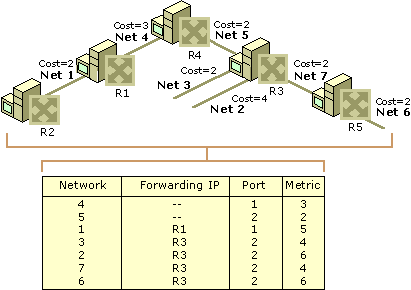 Cost=3
Net 4
Cost=2
Net 5
R4
Cost=2
Net 1
R1
Cost=2
Net 3
Cost=4
Net 2
R3
Cost=2
Net 7
R2
R5
Cost=2
Net 6
Network Forwarding IP Port Metric
4 -- 1 3
5 -- 2 2
1 R1 1 5
3 R3 2 4
2 R3 2 6
7 R3 2 4
6 R3 2 6